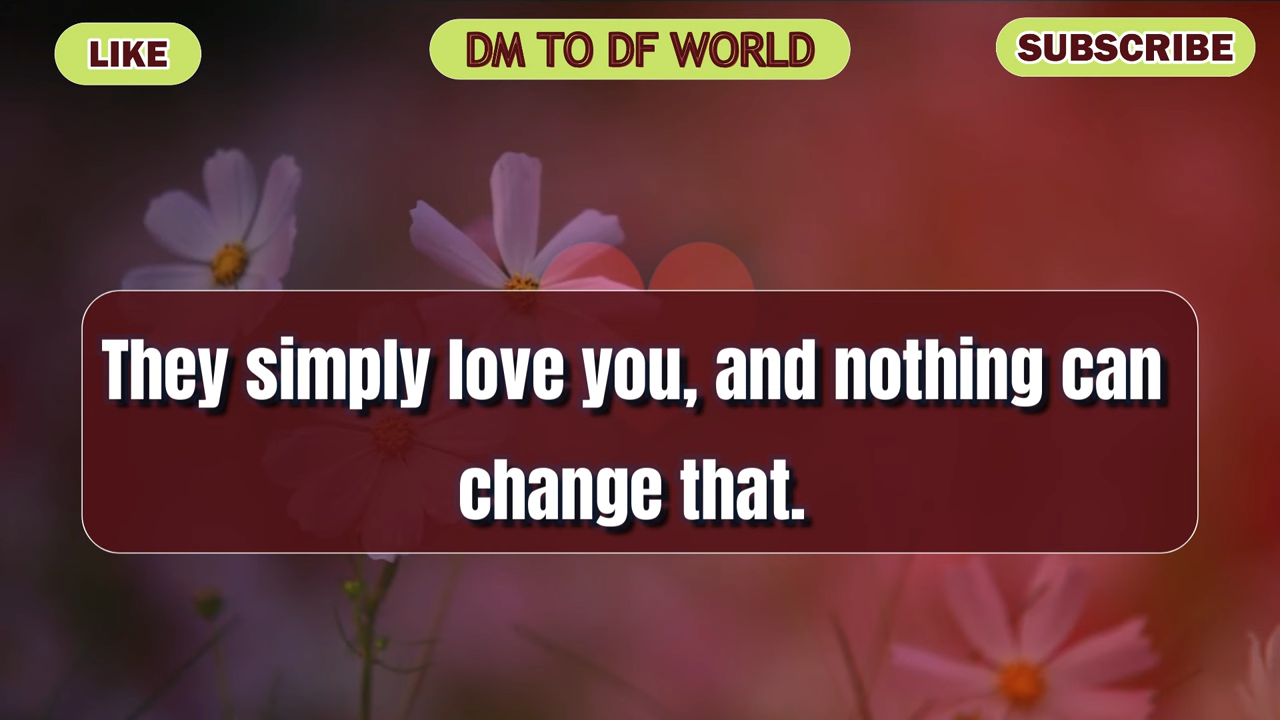 LIKE
DM TO DF WORLD
SUBSCRIBE
They simply love you, and nothing can
change that.